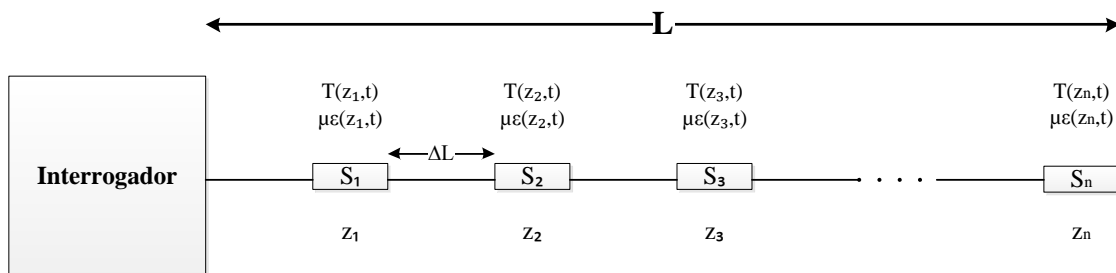 L
T(z₁,t) T(z₂,t) T(z₃,t) T(zn,t)
με(z₁,t) με(z₂,t) με(z₃,t) με(zn,t)
ΔL
Interrogador S₁ S₂ S₃ · · · · Sn
z₁ z₂ z₃ zn